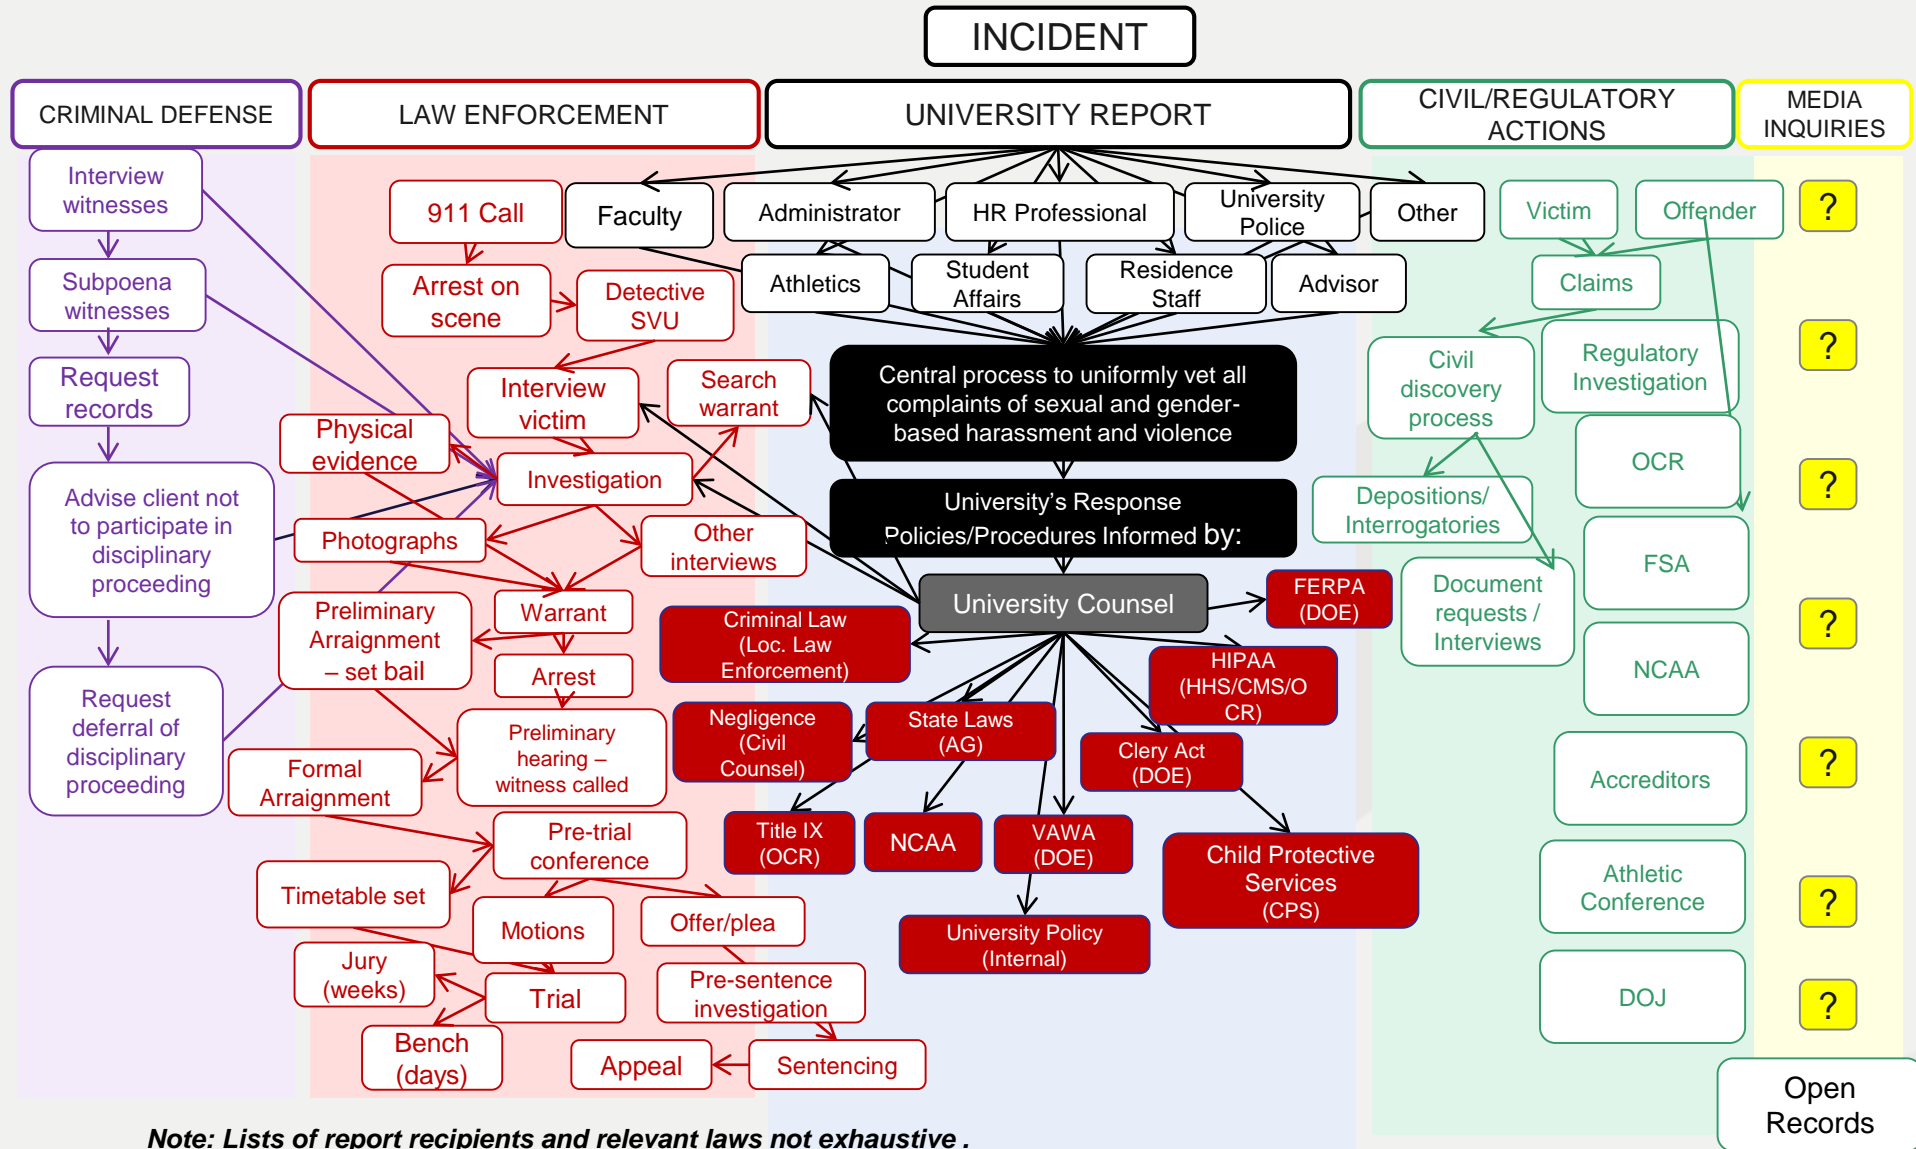 INCIDENT
CRIMINAL DEFENSE
LAW ENFORCEMENT
UNIVERSITY REPORT
CIVIL/REGULATORY
ACTIONS
MEDIA
INQUIRIES
Interview
witnesses
Subpoena
witnesses
Request
records
Advise client not
to participate in
disciplinary
proceeding
Request
deferral of
disciplinary
proceeding
911 Call
Arrest on
scene
Detective
SVU
Interview
victim
Search
warrant
Physical
evidence
Investigation
Photographs
Other
interviews
Warrant
Preliminary
Arraignment
– set bail
Arrest
Preliminary
hearing –
witness called
Formal
Arraignment
Pre-trial
conference
Timetable set
Motions
Offer/plea
Jury
(weeks)
Trial
Pre-sentence
investigation
Bench
(days)
Appeal
Sentencing
Faculty
Administrator
HR Professional
University
Police
Other
Athletics
Student
Affairs
Residence
Staff
Advisor
Central process to uniformly vet all
complaints of sexual and gender-
based harassment and violence
University’s Response
Policies/Procedures Informed by:
University Counsel
FERPA
(DOE)
Criminal Law
(Loc. Law
Enforcement)
HIPAA
(HHS/CMS/O
CR)
Negligence
(Civil
Counsel)
State Laws
(AG)
Clery Act
(DOE)
Title IX
(OCR)
NCAA
VAWA
(DOE)
Child Protective
Services
(CPS)
University Policy
(Internal)
Victim
Offender
Claims
Civil
discovery
process
Regulatory
Investigation
OCR
Depositions/
Interrogatories
FSA
Document
requests /
Interviews
NCAA
Accreditors
Athletic
Conference
DOJ
?
?
?
?
?
?
?
Open
Records
Note: Lists of report recipients and relevant laws not exhaustive .